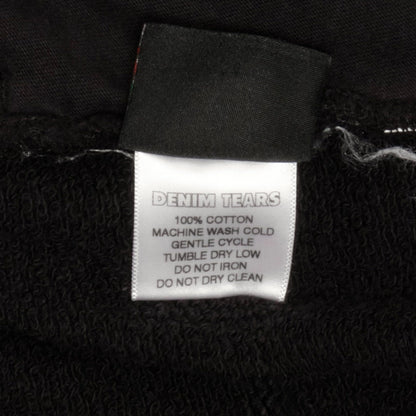 DENIM TEARS
100% COTTON
MACHINE WASH COLD
GENTLE CYCLE
TUMBLE DRY LOW
DO NOT IRON
DO NOT DRY CLEAN